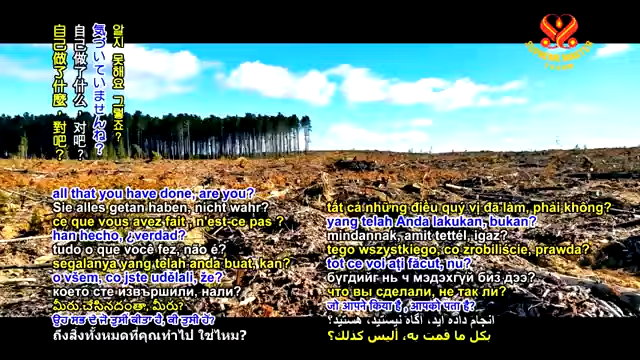 알지 못해요 그렇죠?
気づいていませんね?
自己做了什么，对吧？
自己做了什麼，對吧？
SUPREME MASTER
TV.COM
all that you have done, are you?
Sie alles getan haben, nicht wahr?
ce que vous avez fait, n'est-ce pas ?
han hecho, ¿verdad?
tudo o que você fez, não é?
segalanya yang telah anda buat, kan?
o všem, co jste udělali, že?
което сте извършили, нали?
మీరు చేసినదంతా, మీరు?
ਉਹ ਸਭ ਦੇ ਜੋ ਤੁਸੀਂ ਕੀਤਾ ਹੈ, ਕੀ ਤੁਸੀਂ ਹੋ?
ถึงสิ่งทั้งหมดที่คุณทำไป ใช่ไหม?
tất cả những điều quý vị đã làm, phải không?
yang telah Anda lakukan, bukan?
mindannak, amit tettél, igaz?
tego wszystkiego, co zrobiliście, prawda?
tot ce voi ați făcut, nu?
бүгдийг нь ч мэдэхгүй биз дээ?
что вы сделали, не так ли?
जो आपने किया है, आपको पता है?
انجام داده اید، آگاه نیستید، هستید؟
بكل ما قمت به، أليس كذلك؟